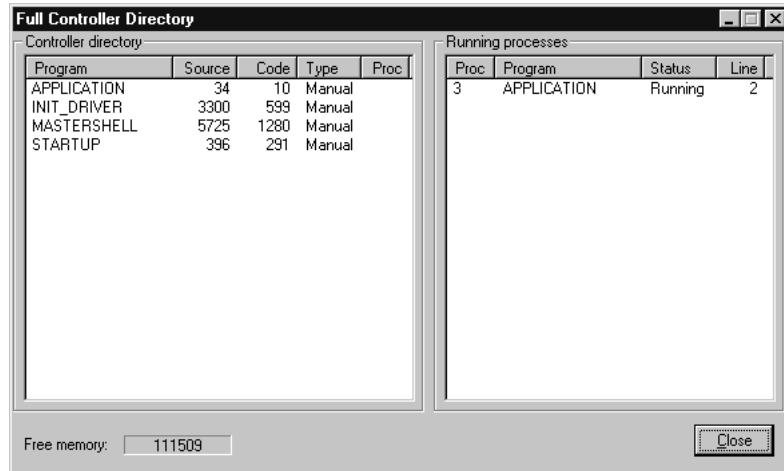 Full Controller Directory
Controller directory
Program Source Code Type Proc
APPLICATION 34 10 Manual
INIT_DRIVER 3300 599 Manual
MASTERSHELL 5725 1280 Manual
STARTUP 396 291 Manual
Running processes
Proc Program Status Line
3 APPLICATION Running 2
Free memory: 111509
Close